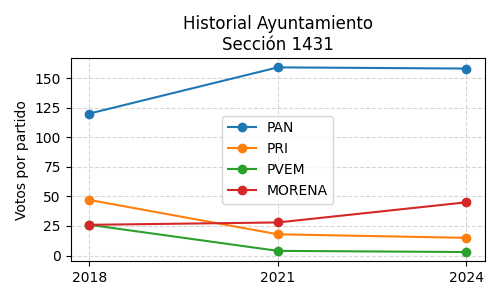 Historial Ayuntamiento
Sección 1431
Votos por partido
150
125
100
75
50
25
0
PAN
PRI
PVEM
MORENA
2018
2021
2024